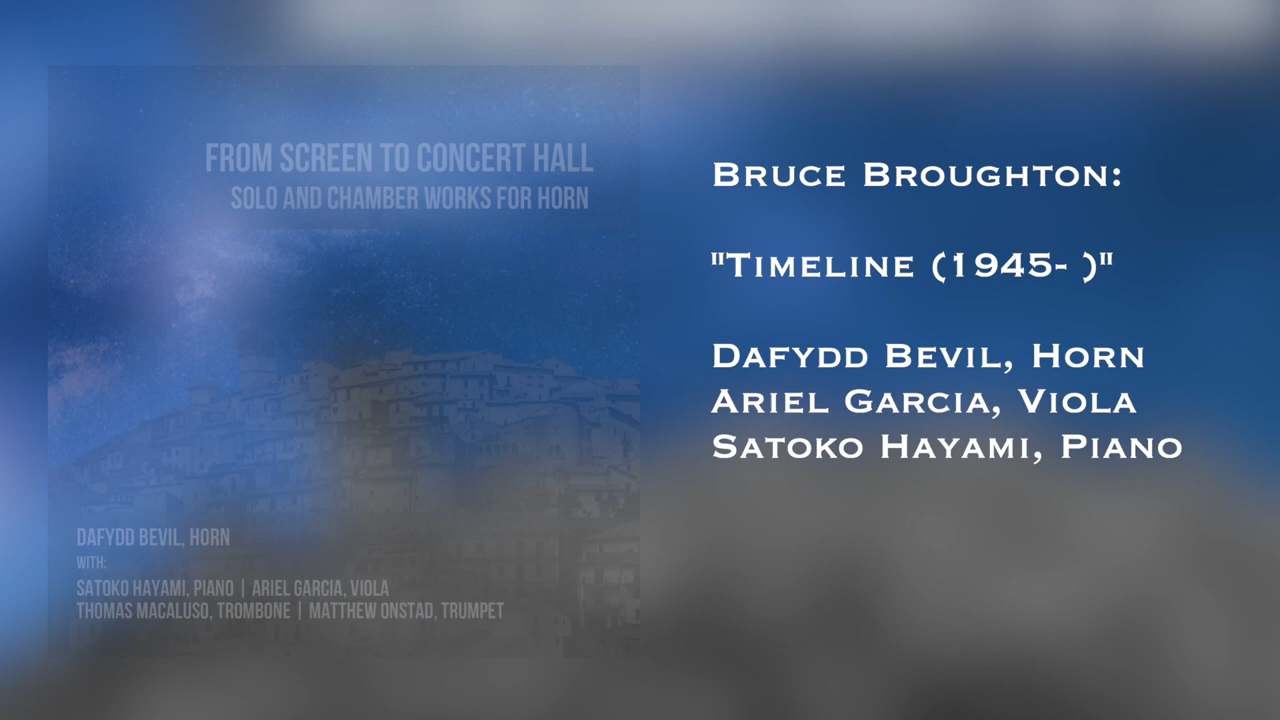 FROM SCREEN TO CONCERT HALL
SOLO AND CHAMBER WORKS FOR HORN
DAFYDD BEVIL, HORN
WITH:
SATOKO HAYAMI, PIANO | ARIEL GARCIA, VIOLA
THOMAS MACALUSO, TROMBONE | MATTHEW ONSTAD, TRUMPET
BRUCE BROUGHTON:
"TIMELINE (1945- )"
DAFYDD BEVIL, HORN
ARIEL GARCIA, VIOLA
SATOKO HAYAMI, PIANO